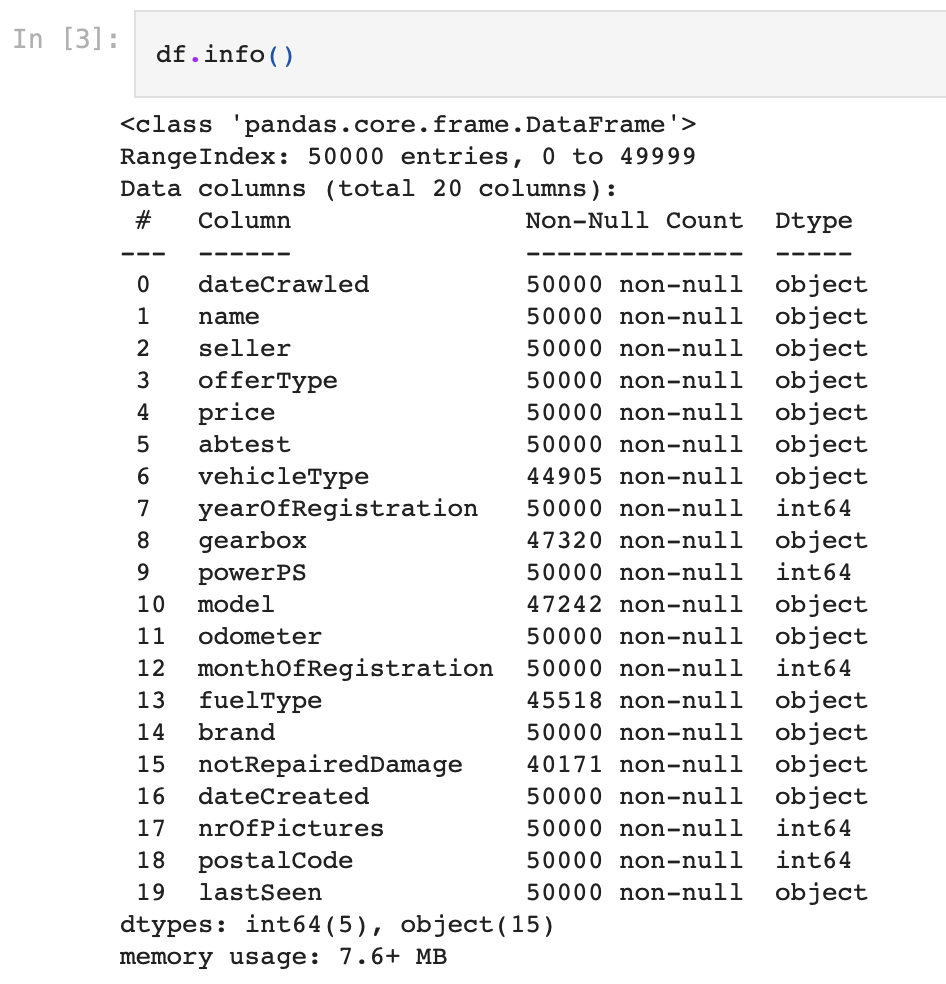 In [3]:
df.info()
<class 'pandas.core.frame.DataFrame'>
RangeIndex: 50000 entries, 0 to 49999
Data columns (total 20 columns):
 #   Column               Non-Null Count  Dtype
---  ------               --------------  -----
 0   dateCrawled          50000 non-null  object
 1   name                 50000 non-null  object
 2   seller               50000 non-null  object
 3   offerType            50000 non-null  object
 4   price                50000 non-null  object
 5   abtest               50000 non-null  object
 6   vehicleType          44905 non-null  object
 7   yearOfRegistration   50000 non-null  int64
 8   gearbox              47320 non-null  object
 9   powerPS              50000 non-null  int64
 10  model                47242 non-null  object
 11  odometer             50000 non-null  object
 12  monthOfRegistration  50000 non-null  int64
 13  fuelType             45518 non-null  object
 14  brand                50000 non-null  object
 15  notRepairedDamage    40171 non-null  object
 16  dateCreated          50000 non-null  object
 17  nrOfPictures         50000 non-null  int64
 18  postalCode           50000 non-null  int64
 19  lastSeen             50000 non-null  object
dtypes: int64(5), object(15)
memory usage: 7.6+ MB